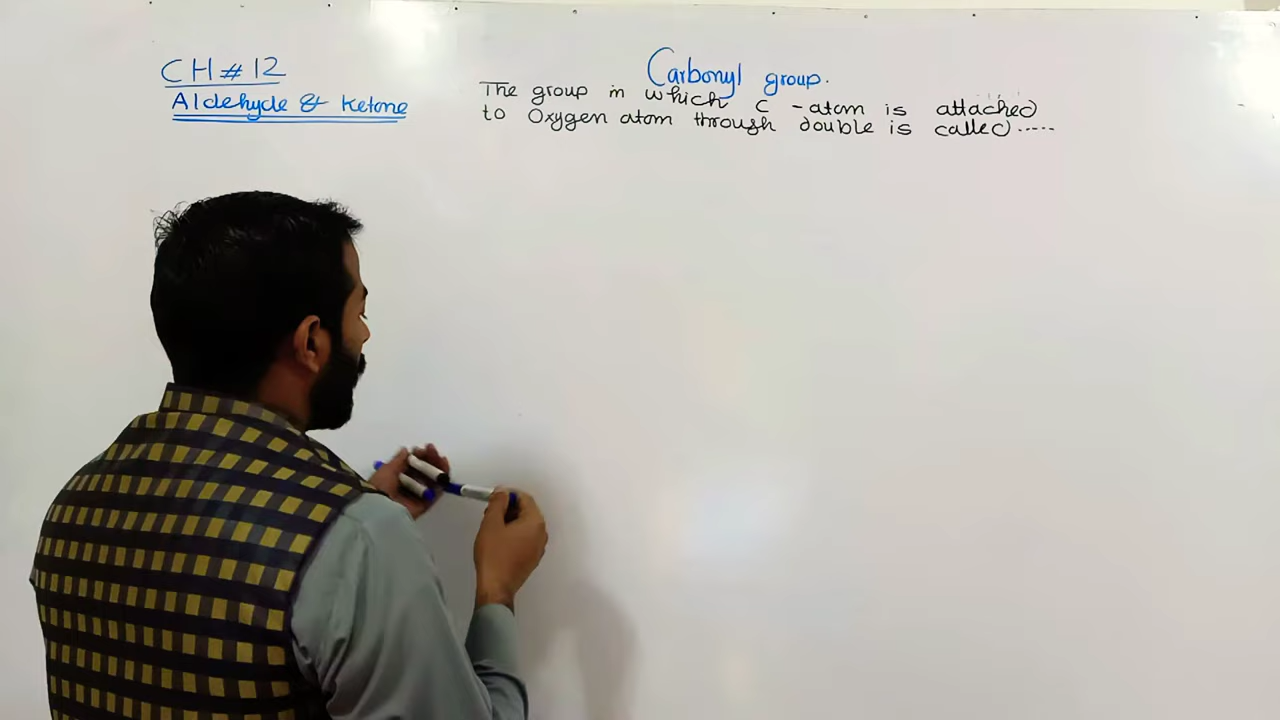 CH # 12
Aldehyde & Ketone
Carbonyl group.
The group in which C - atom is attached
to Oxygen atom through double is called .....